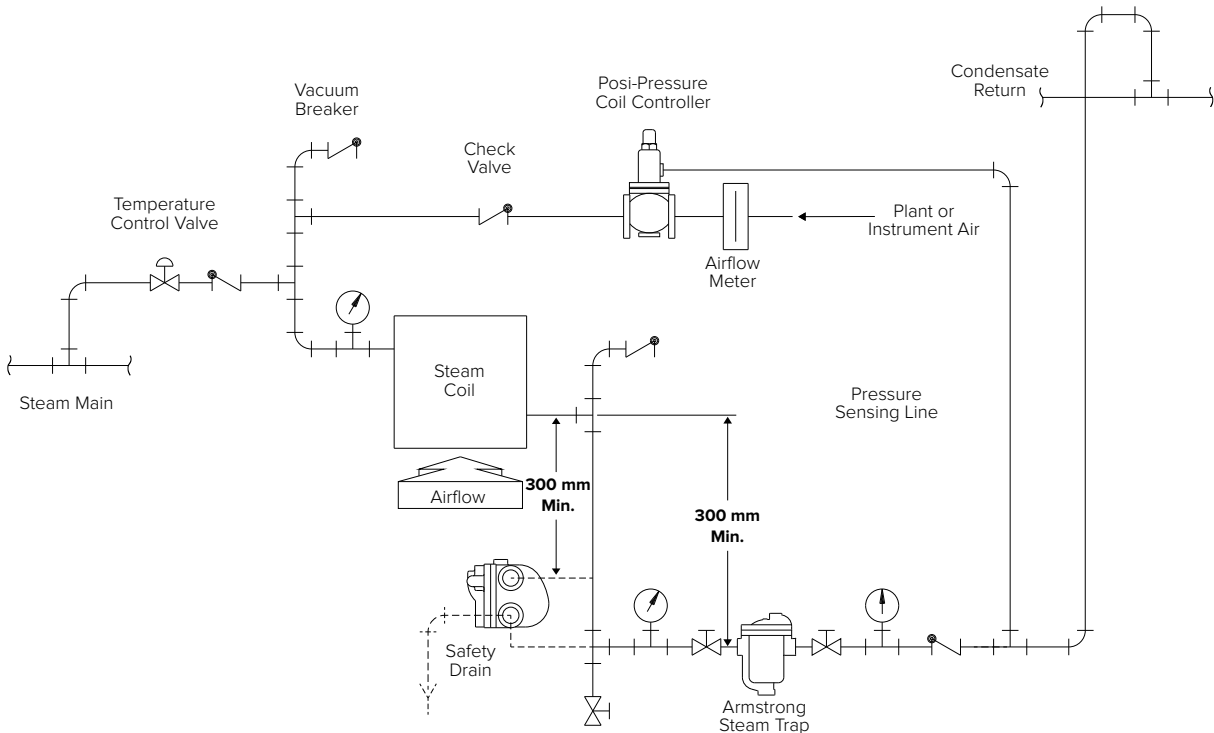 Condensate
Return
Posi-Pressure
Coil Controller
Vacuum
Breaker
Check
Valve
Temperature
Control Valve
Plant or
Instrument Air
Airflow
Meter
Steam
Coil
Steam Main
Pressure
Sensing Line
Airflow
300 mm
Min.
300 mm
Min.
Safety
Drain
Armstrong
Steam Trap